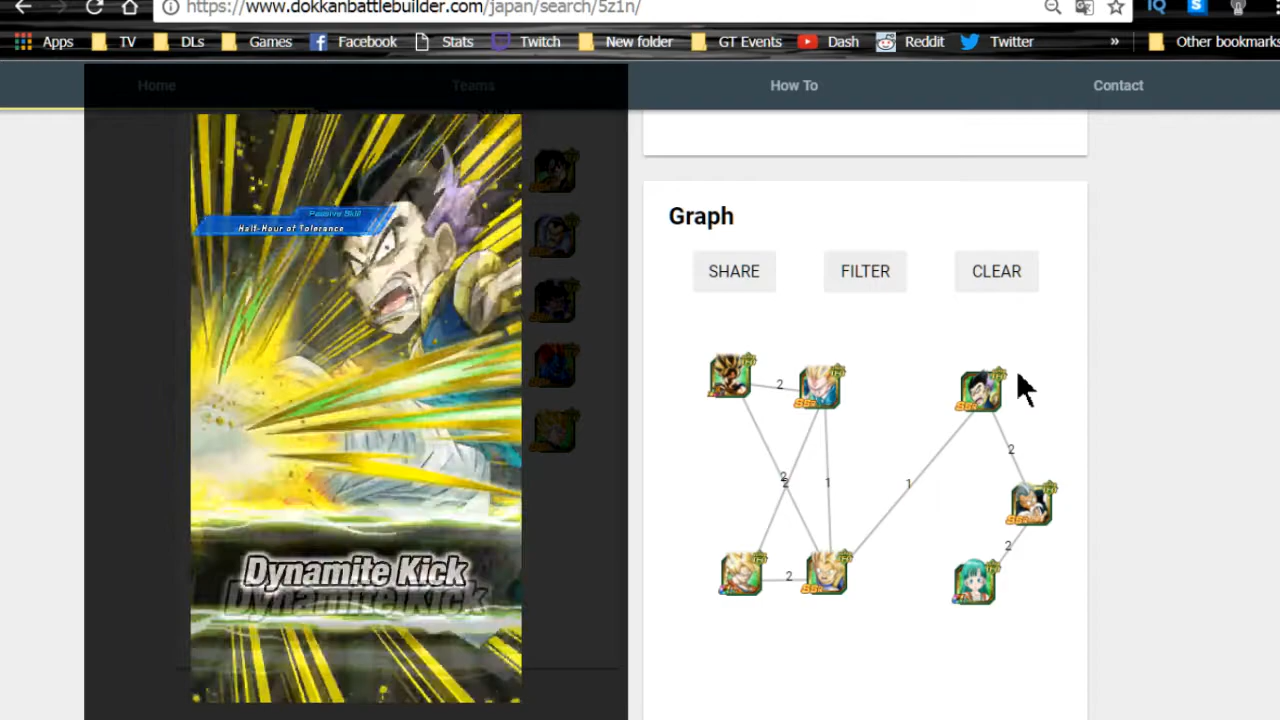 https://www.dokkanbattlebuilder.com/japan/search/5z1n/
Apps TV DLs Games Facebook Stats Twitch New folder GT Events Dash Reddit Twitter » Other bookmarks
Home Teams How To Contact
Passive Skill
Half-Hour of Tolerance
Dynamite Kick
Graph
SHARE FILTER CLEAR
2
2
1
1
2
2
2
2